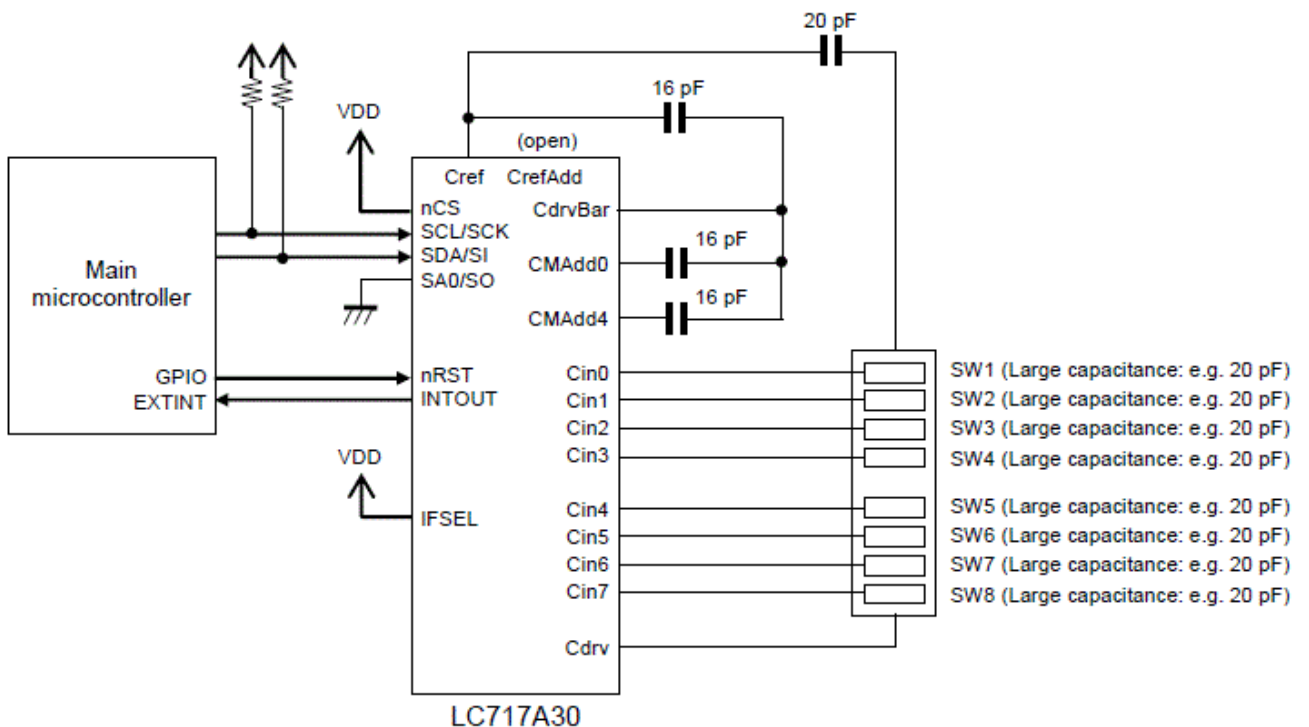 20 pF
16 pF
VDD
(open)
Cref CrefAdd
nCS
CdrvBar
SCL/SCK
16 pF
SDA/SI
CMAdd0
Main
microcontroller
SA0/SO
16 pF
CMAdd4
GPIO
nRST
Cin0
SW1 (Large capacitance: e.g. 20 pF)
EXTINT
INTOUT
Cin1
SW2 (Large capacitance: e.g. 20 pF)
Cin2
SW3 (Large capacitance: e.g. 20 pF)
VDD
Cin3
SW4 (Large capacitance: e.g. 20 pF)
IFSEL
Cin4
SW5 (Large capacitance: e.g. 20 pF)
Cin5
SW6 (Large capacitance: e.g. 20 pF)
Cin6
SW7 (Large capacitance: e.g. 20 pF)
Cin7
SW8 (Large capacitance: e.g. 20 pF)
Cdrv
LC717A30